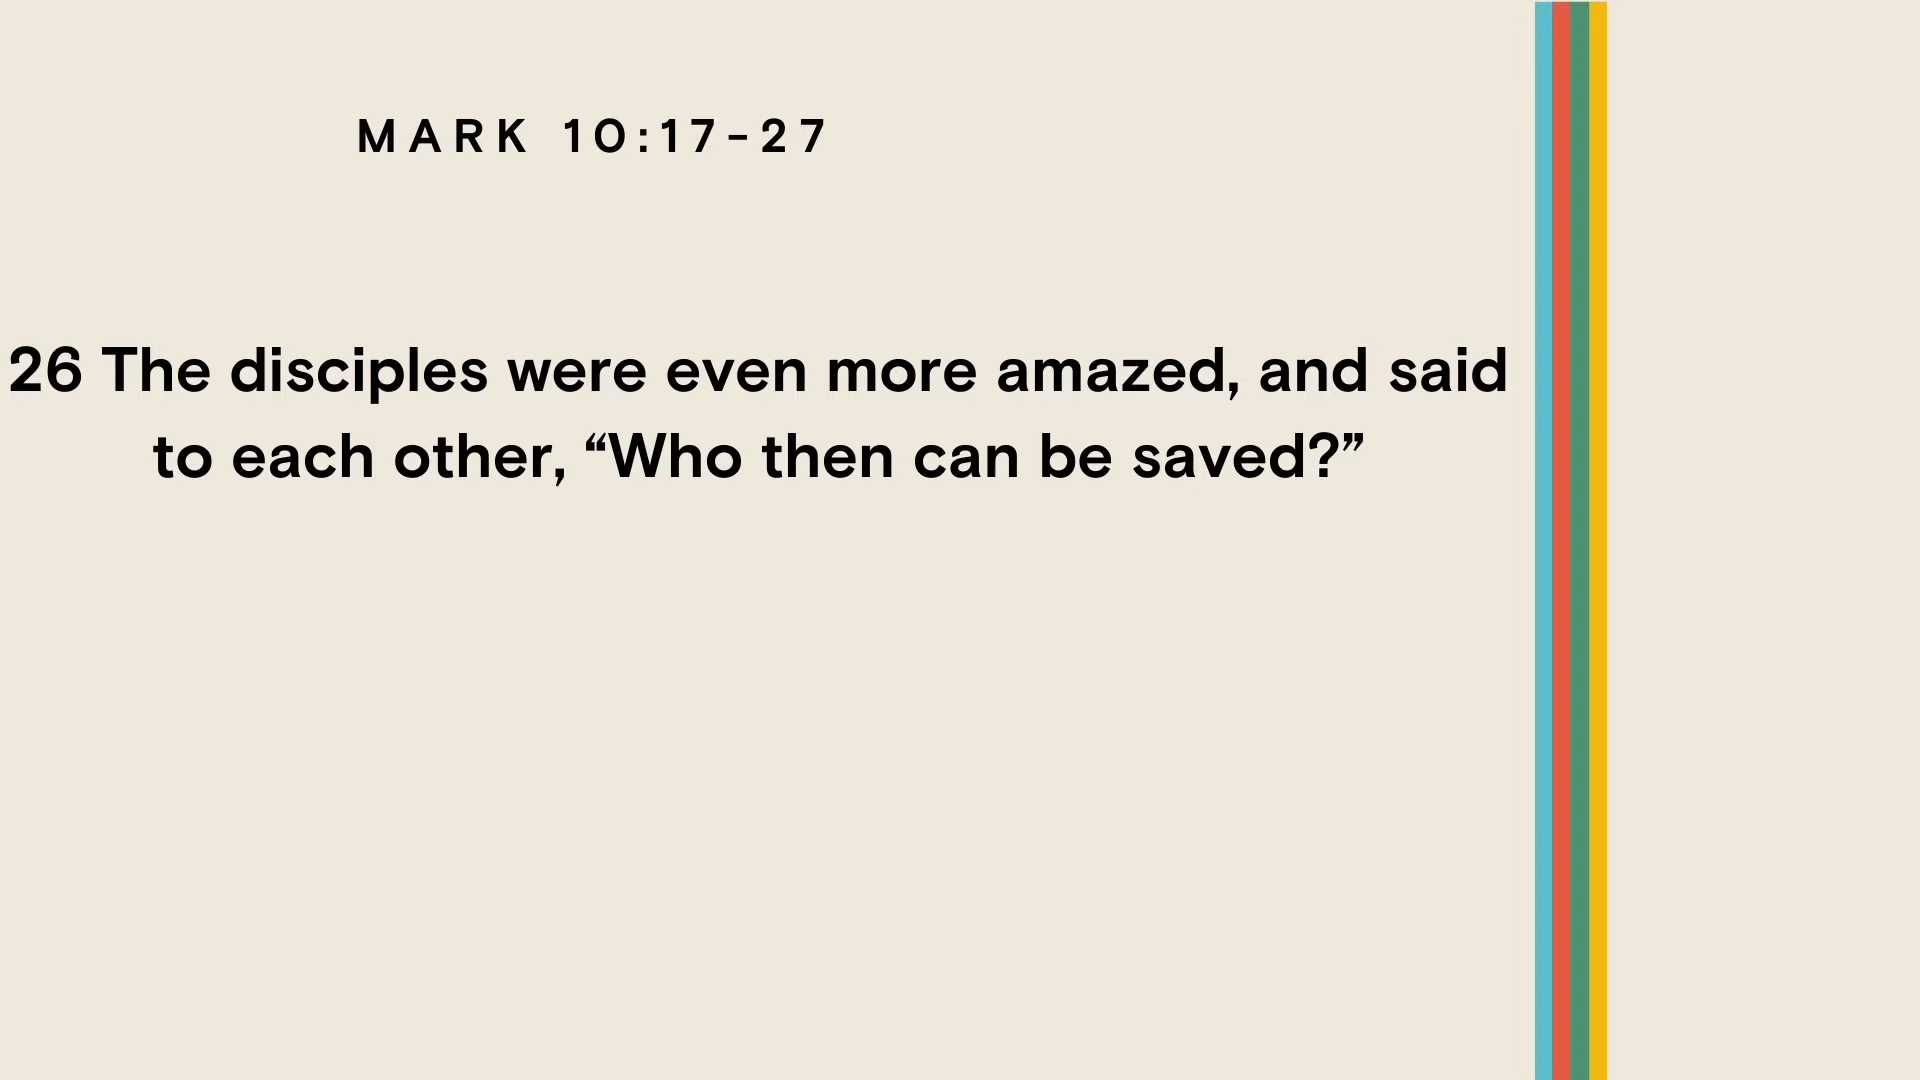 MARK 10:17-27
26 The disciples were even more amazed, and said
to each other, “Who then can be saved?”